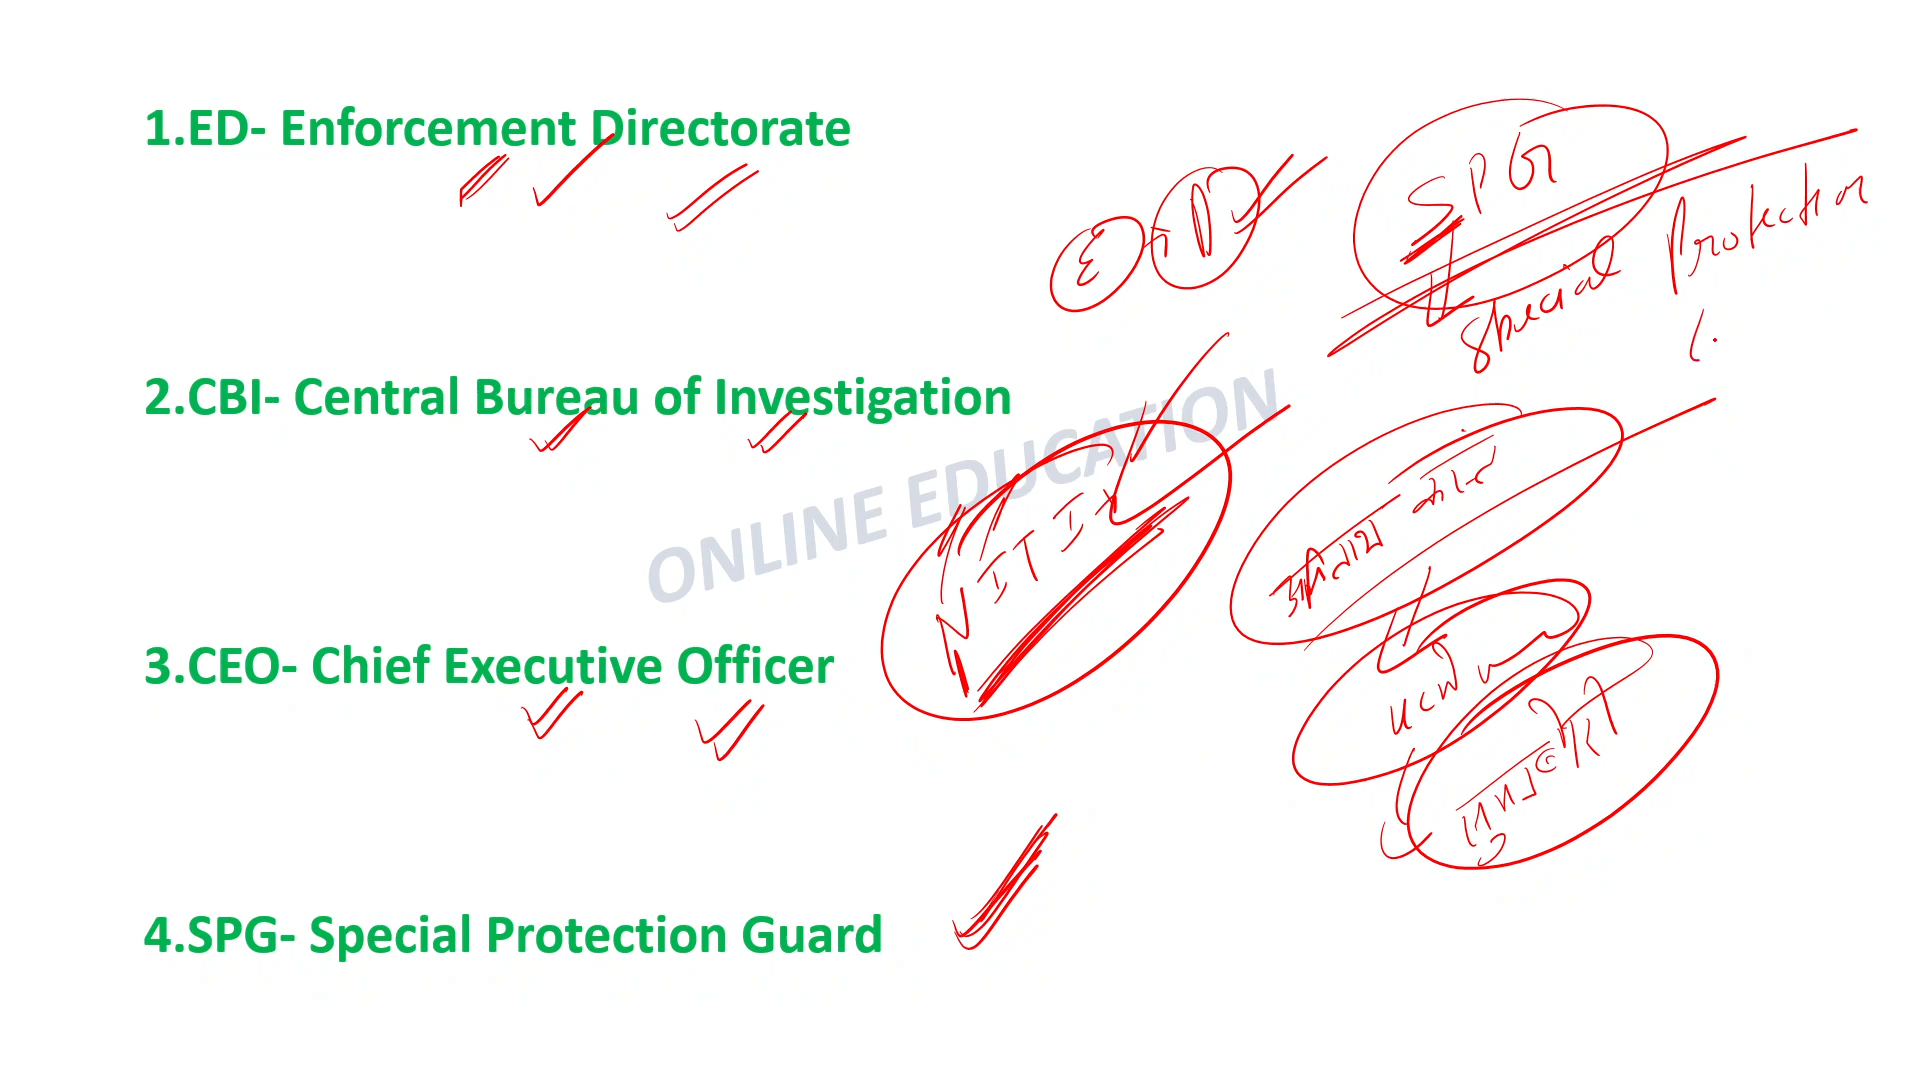 1.ED- Enforcement Directorate
E D
SPG
Special Protection
G
2.CBI- Central Bureau of Investigation
ONLINE EDUCATION
NITI
3.CEO- Chief Executive Officer
4.SPG- Special Protection Guard